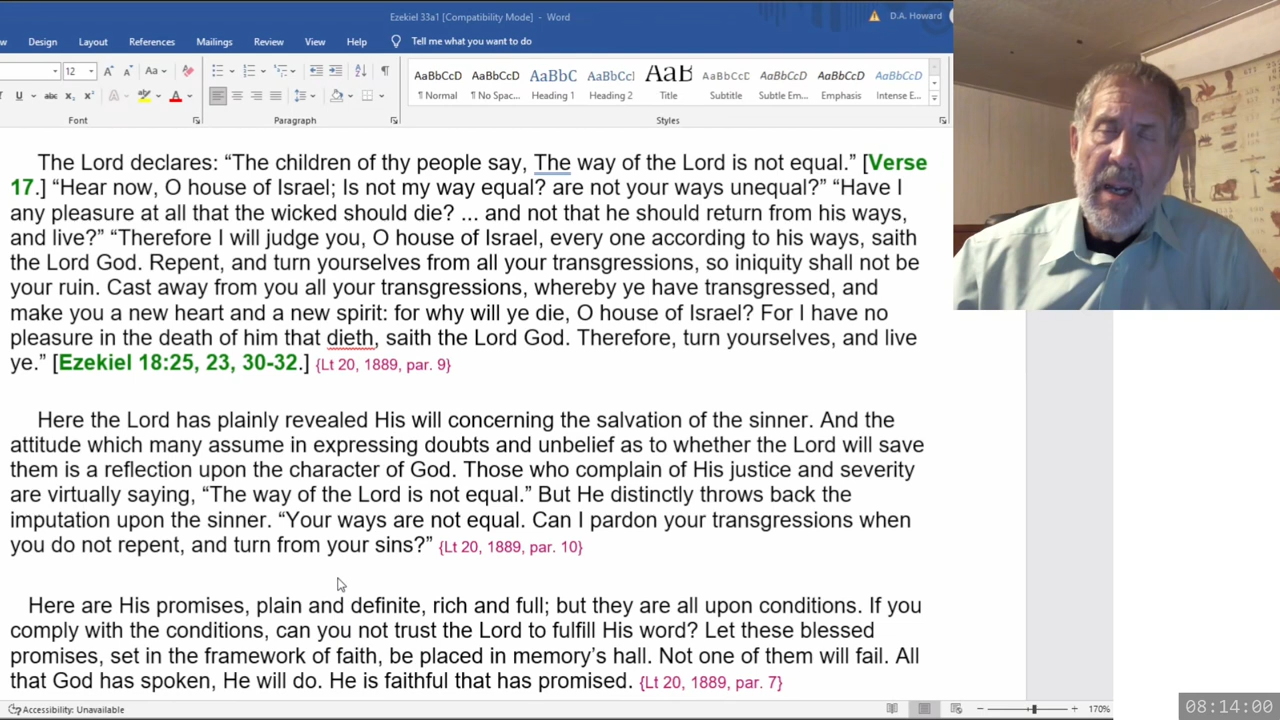 Ezekiel 33a1 [Compatibility Mode] - Word
D.A. Howard
w Design Layout References Mailings Review View Help Tell me what you want to do
12 Aa
U abc x₂ x² A A
AaBbCcD AaBbCcD AaBbC AaBbCcI AaB AaBbCcD AaBbCcD AaBbCcD AaBbCcD
¶ Normal ¶ No Spac... Heading 1 Heading 2 Title Subtitle Subtle Em... Emphasis Intense E...
Font Paragraph Styles
The Lord declares: “The children of thy people say, The way of the Lord is not equal.” [Verse
17.] “Hear now, O house of Israel; Is not my way equal? are not your ways unequal?” “Have I
any pleasure at all that the wicked should die? ... and not that he should return from his ways,
and live?” “Therefore I will judge you, O house of Israel, every one according to his ways, saith
the Lord God. Repent, and turn yourselves from all your transgressions, so iniquity shall not be
your ruin. Cast away from you all your transgressions, whereby ye have transgressed, and
make you a new heart and a new spirit: for why will ye die, O house of Israel? For I have no
pleasure in the death of him that dieth, saith the Lord God. Therefore, turn yourselves, and live
ye.” [Ezekiel 18:25, 23, 30-32.] {Lt 20, 1889, par. 9}
Here the Lord has plainly revealed His will concerning the salvation of the sinner. And the
attitude which many assume in expressing doubts and unbelief as to whether the Lord will save
them is a reflection upon the character of God. Those who complain of His justice and severity
are virtually saying, “The way of the Lord is not equal.” But He distinctly throws back the
imputation upon the sinner. “Your ways are not equal. Can I pardon your transgressions when
you do not repent, and turn from your sins?” {Lt 20, 1889, par. 10}
Here are His promises, plain and definite, rich and full; but they are all upon conditions. If you
comply with the conditions, can you not trust the Lord to fulfill His word? Let these blessed
promises, set in the framework of faith, be placed in memory’s hall. Not one of them will fail. All
that God has spoken, He will do. He is faithful that has promised. {Lt 20, 1889, par. 7}
Accessibility: Unavailable
170%
08:14:00